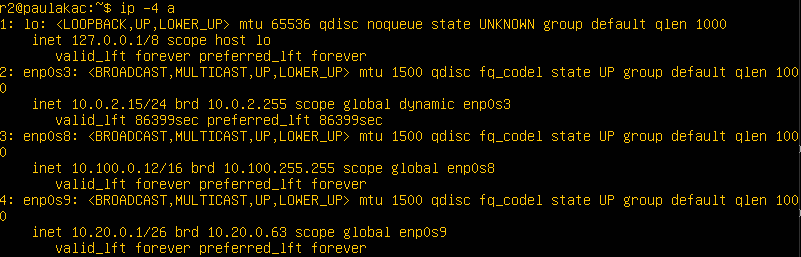 r2@paulakac:~$ ip -4 a
1: lo: <LOOPBACK,UP,LOWER_UP> mtu 65536 qdisc noqueue state UNKNOWN group default qlen 1000
    inet 127.0.0.1/8 scope host lo
       valid_lft forever preferred_lft forever
2: enp0s3: <BROADCAST,MULTICAST,UP,LOWER_UP> mtu 1500 qdisc fq_codel state UP group default qlen 100
0
    inet 10.0.2.15/24 brd 10.0.2.255 scope global dynamic enp0s3
       valid_lft 86399sec preferred_lft 86399sec
3: enp0s8: <BROADCAST,MULTICAST,UP,LOWER_UP> mtu 1500 qdisc fq_codel state UP group default qlen 100
0
    inet 10.100.0.12/16 brd 10.100.255.255 scope global enp0s8
       valid_lft forever preferred_lft forever
4: enp0s9: <BROADCAST,MULTICAST,UP,LOWER_UP> mtu 1500 qdisc fq_codel state UP group default qlen 100
0
    inet 10.20.0.1/26 brd 10.20.0.63 scope global enp0s9
       valid_lft forever preferred_lft forever